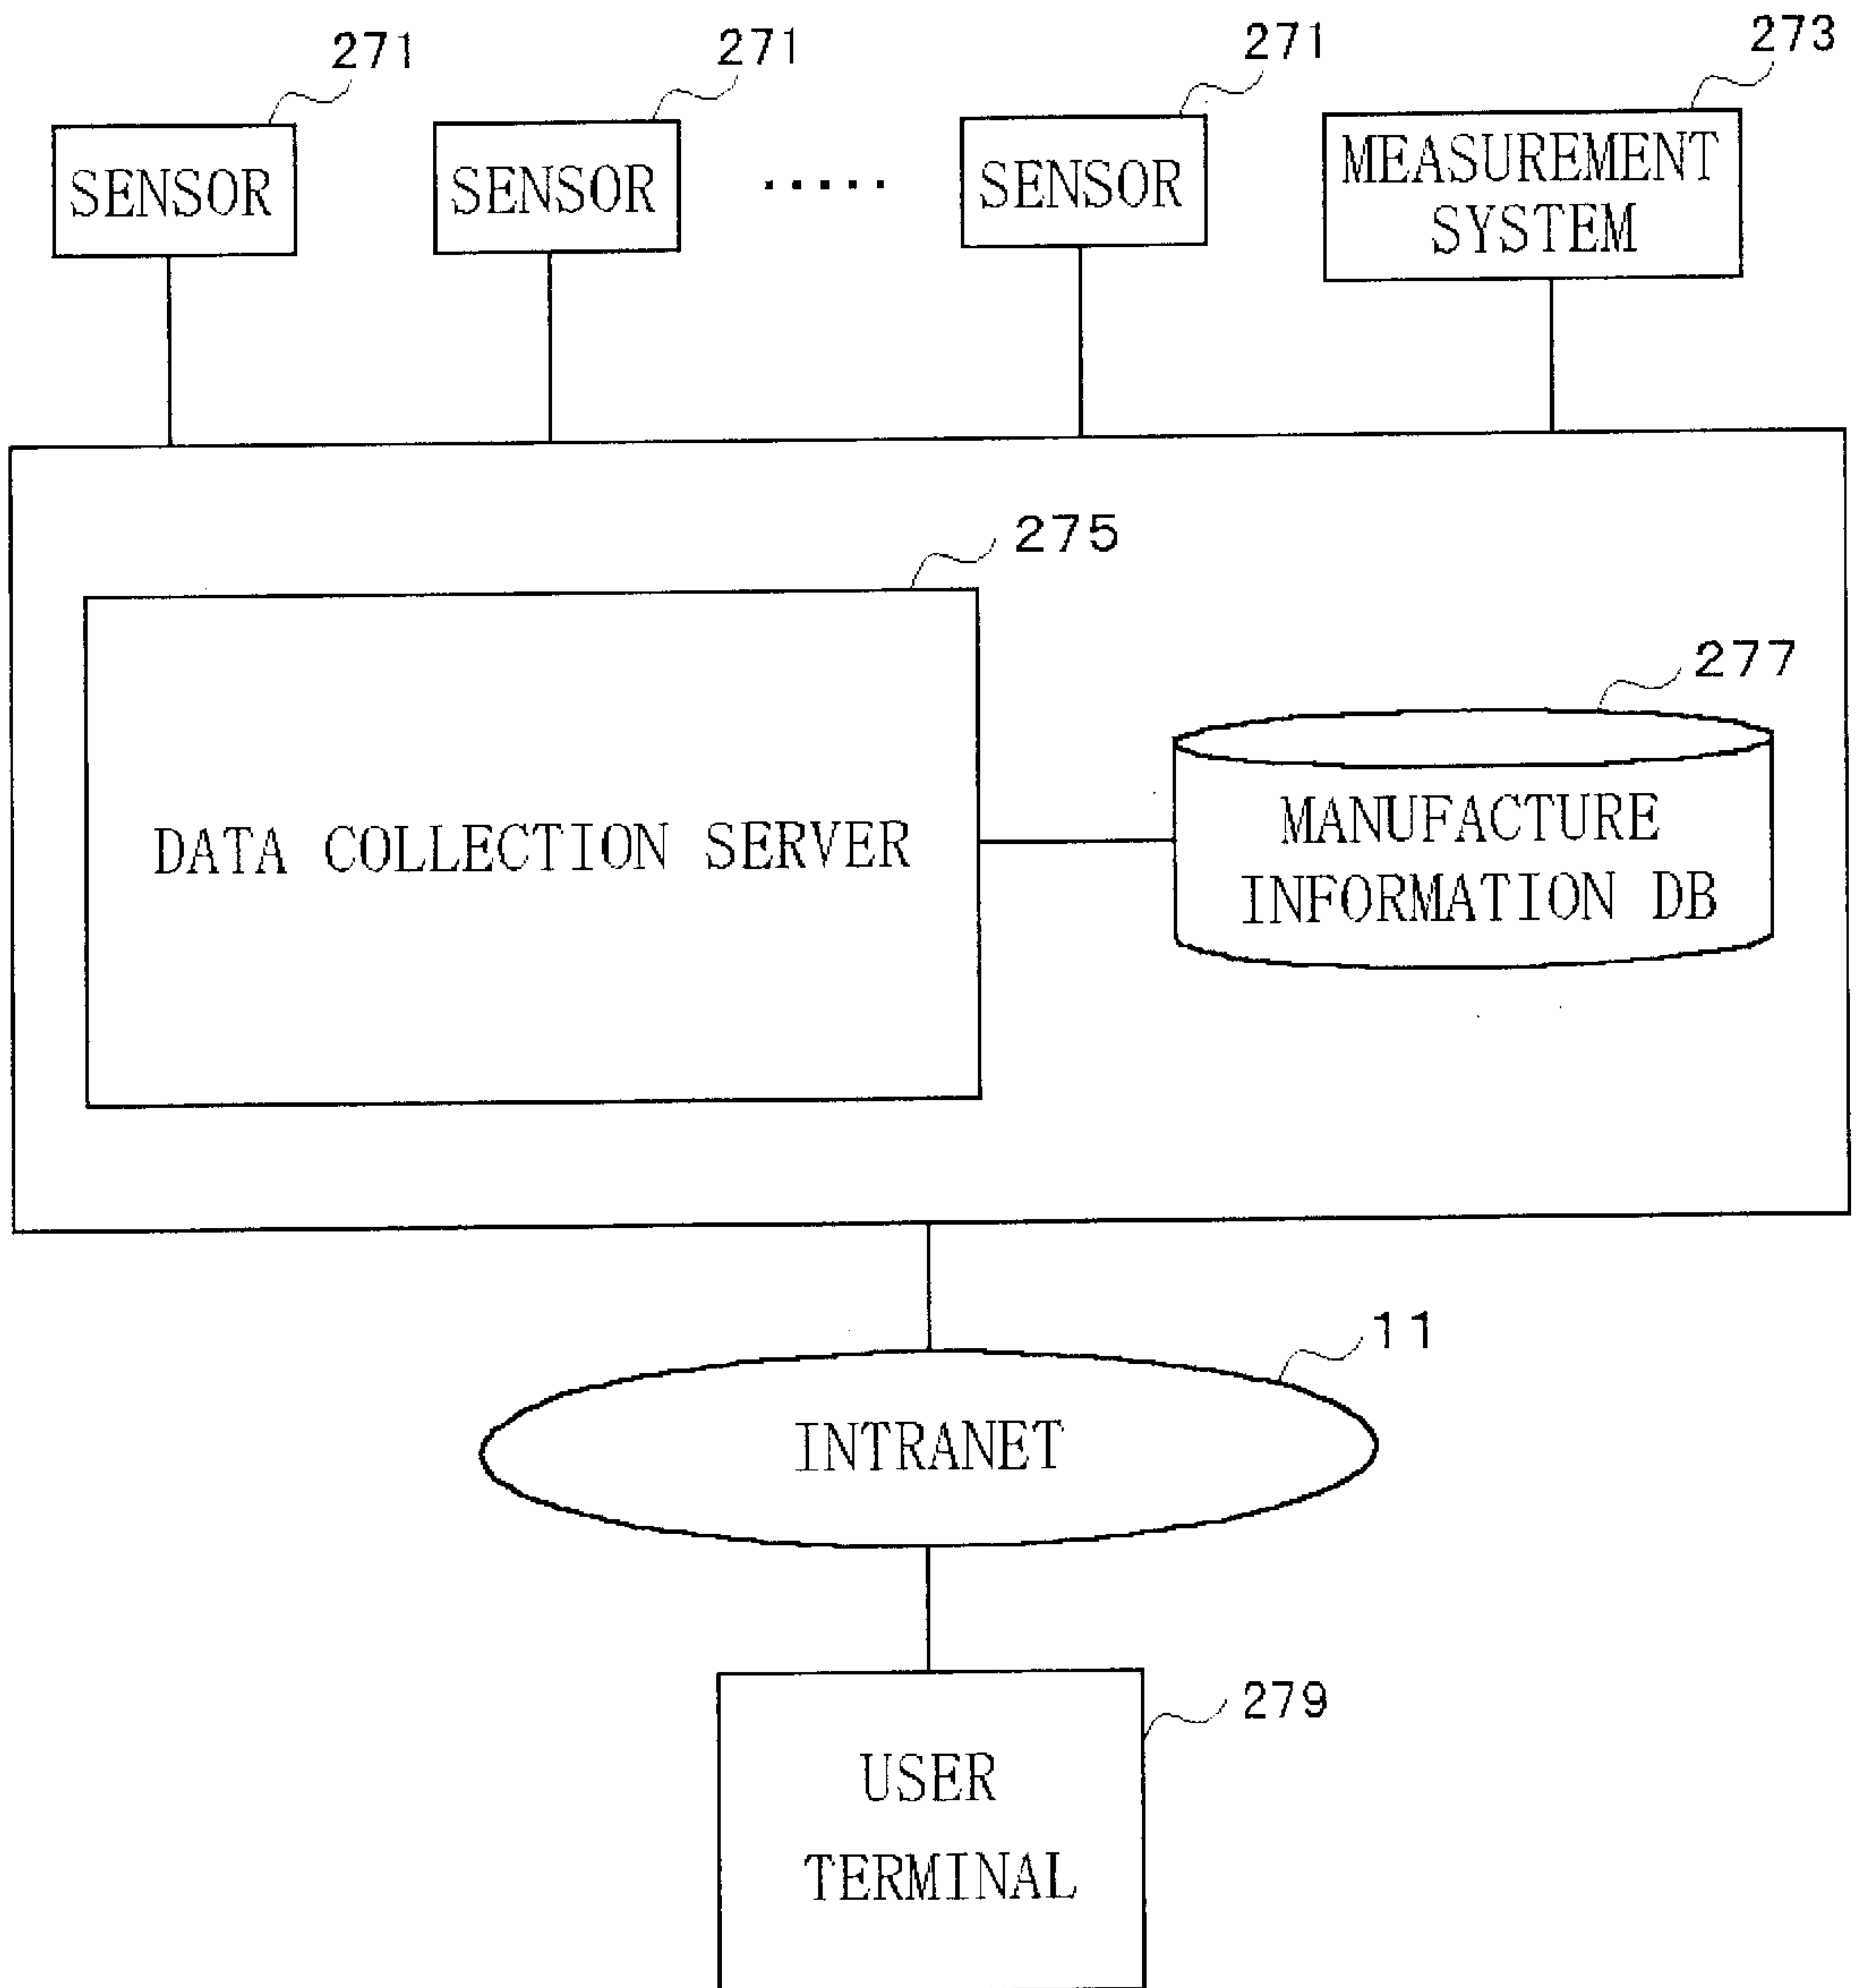 271
271
271
273
SENSOR
SENSOR
.....
SENSOR
MEASUREMENT
SYSTEM
275
277
DATA COLLECTION SERVER
MANUFACTURE
INFORMATION DB
11
INTRANET
279
USER
TERMINAL